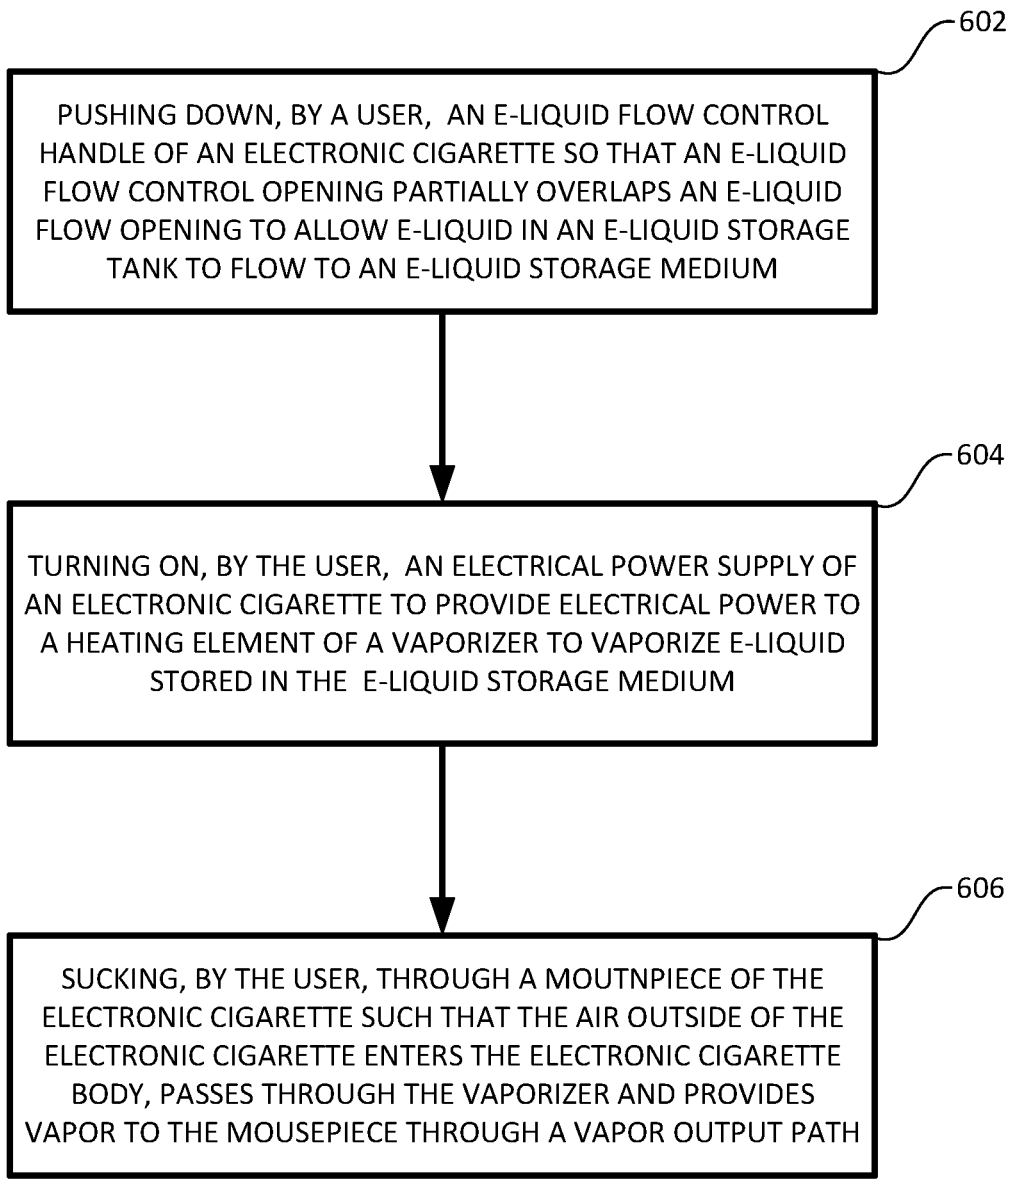 602
PUSHING DOWN, BY A USER, AN E-LIQUID FLOW CONTROL
HANDLE OF AN ELECTRONIC CIGARETTE SO THAT AN E-LIQUID
FLOW CONTROL OPENING PARTIALLY OVERLAPS AN E-LIQUID
FLOW OPENING TO ALLOW E-LIQUID IN AN E-LIQUID STORAGE
TANK TO FLOW TO AN E-LIQUID STORAGE MEDIUM
604
TURNING ON, BY THE USER, AN ELECTRICAL POWER SUPPLY OF
AN ELECTRONIC CIGARETTE TO PROVIDE ELECTRICAL POWER TO
A HEATING ELEMENT OF A VAPORIZER TO VAPORIZE E-LIQUID
STORED IN THE E-LIQUID STORAGE MEDIUM
606
SUCKING, BY THE USER, THROUGH A MOUTNPIECE OF THE
ELECTRONIC CIGARETTE SUCH THAT THE AIR OUTSIDE OF THE
ELECTRONIC CIGARETTE ENTERS THE ELECTRONIC CIGARETTE
BODY, PASSES THROUGH THE VAPORIZER AND PROVIDES
VAPOR TO THE MOUSEPIECE THROUGH A VAPOR OUTPUT PATH